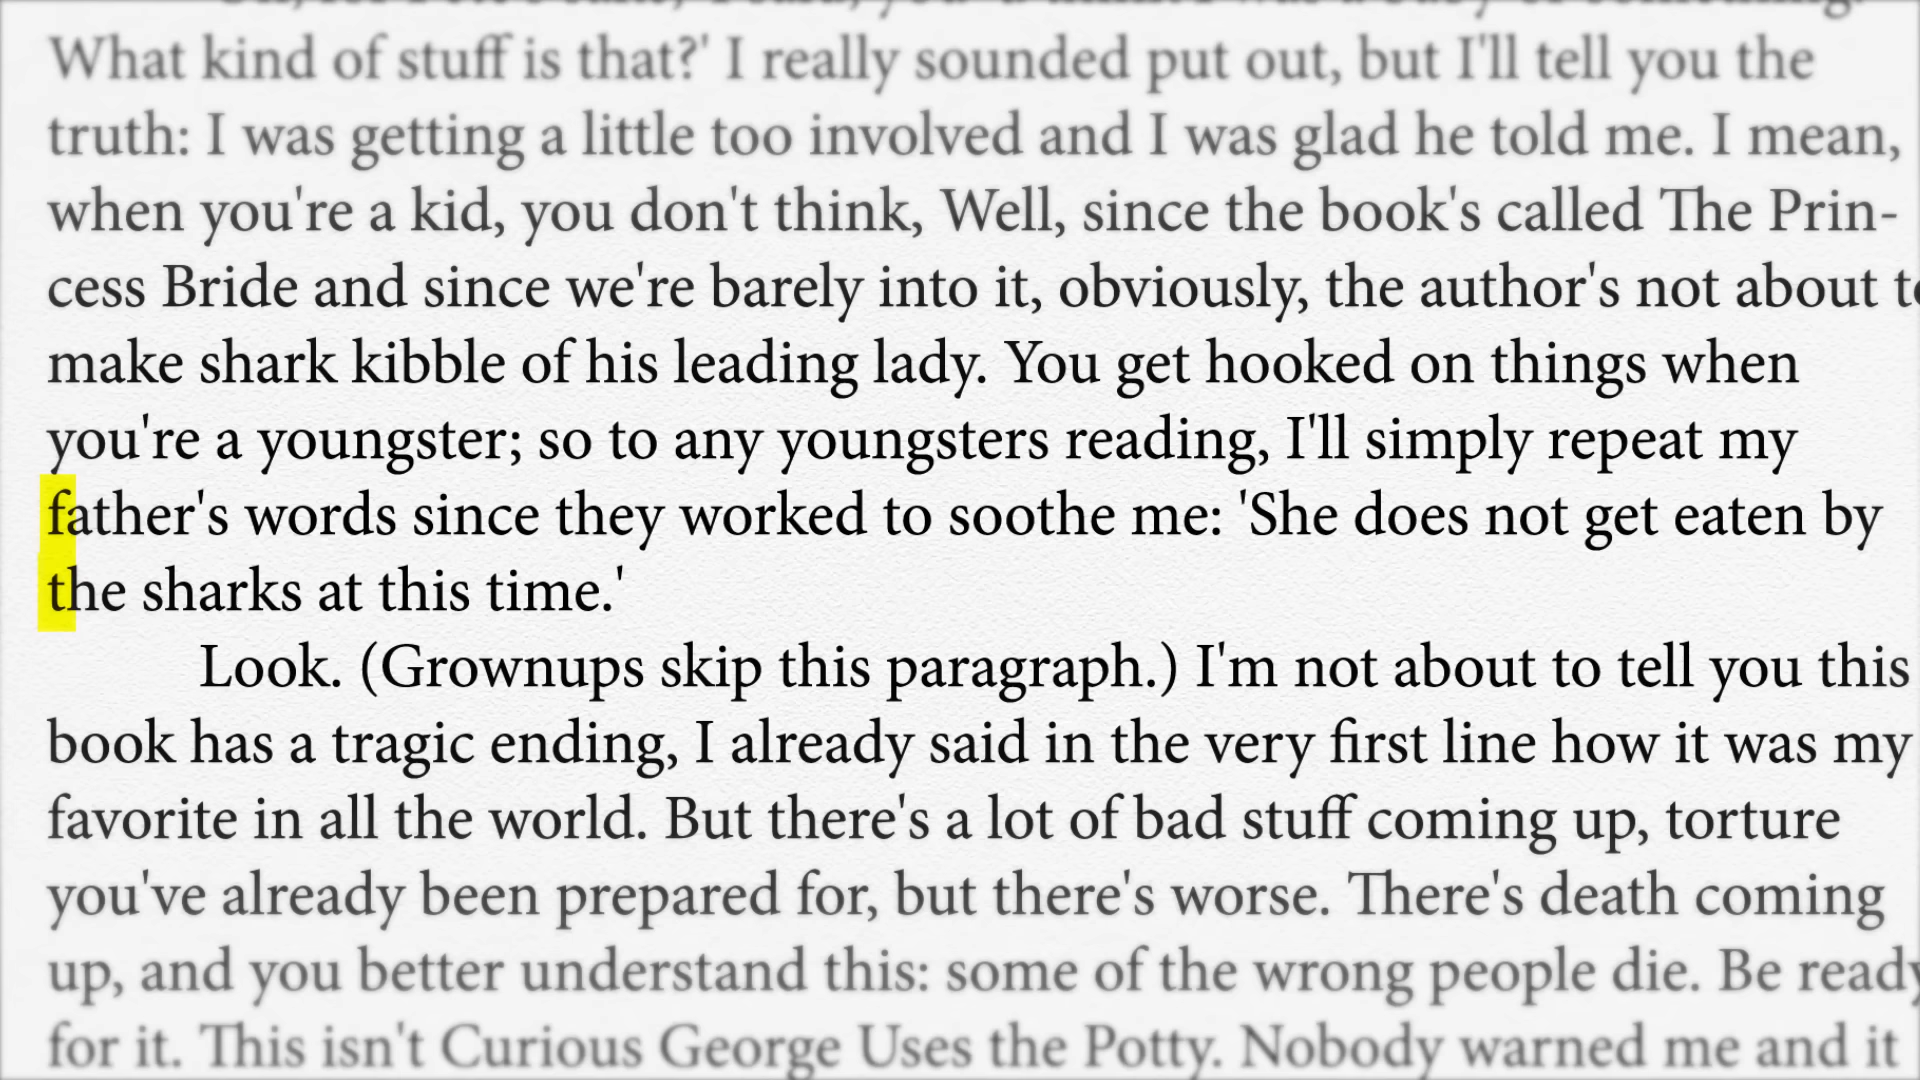 What kind of stuff is that?' I really sounded put out, but I'll tell you the
truth: I was getting a little too involved and I was glad he told me. I mean,
when you're a kid, you don't think, Well, since the book's called The Prin-
cess Bride and since we're barely into it, obviously, the author's not about
make shark kibble of his leading lady. You get hooked on things when
you're a youngster; so to any youngsters reading, I'll simply repeat my
father's words since they worked to soothe me: 'She does not get eaten by
the sharks at this time.'
Look. (Grownups skip this paragraph.) I'm not about to tell you this
book has a tragic ending, I already said in the very first line how it was my
favorite in all the world. But there's a lot of bad stuff coming up, torture
you've already been prepared for, but there's worse. There's death coming
up, and you better understand this: some of the wrong people die. Be ready
for it. This isn't Curious George Uses the Potty. Nobody warned me and it